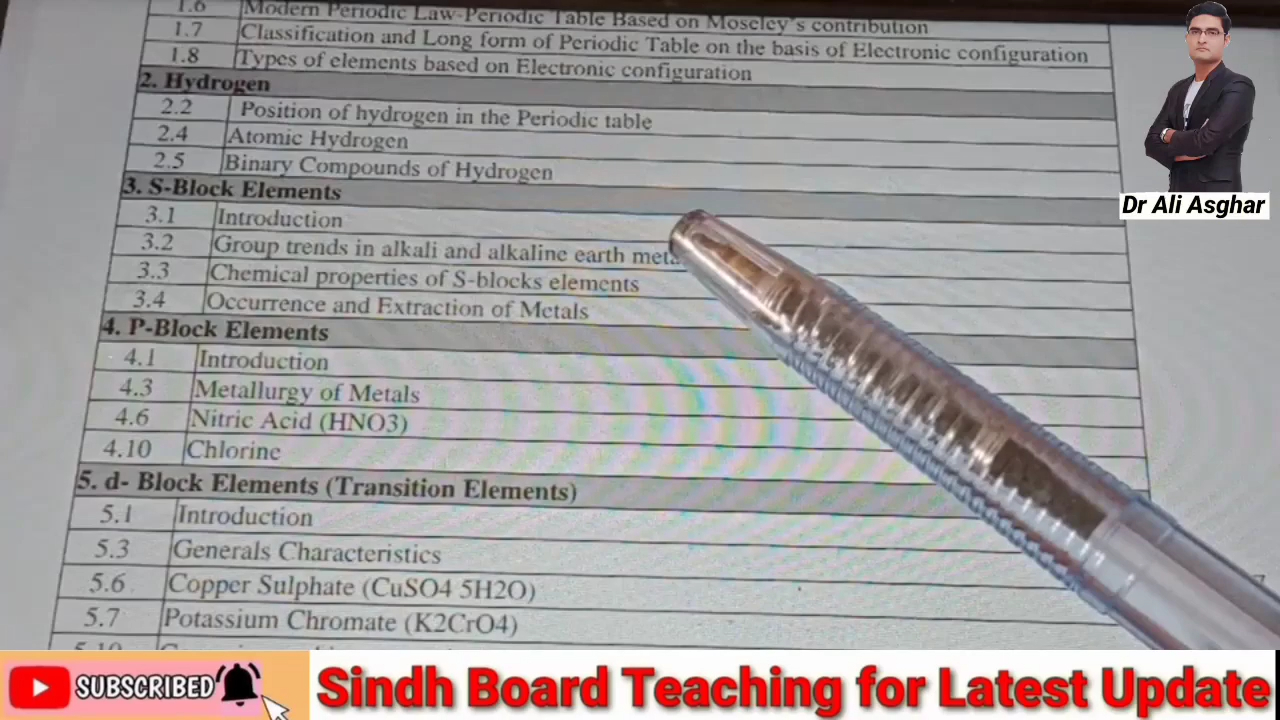 1.6 Modern Periodic Law-Periodic Table Based on Moseley's contribution
1.7 Classification and Long form of Periodic Table on the basis of Electronic configuration
1.8 Types of elements based on Electronic configuration
2. Hydrogen
2.2 Position of hydrogen in the Periodic table
2.4 Atomic Hydrogen
2.5 Binary Compounds of Hydrogen
3. S-Block Elements
3.1 Introduction
3.2 Group trends in alkali and alkaline earth
3.3 Chemical properties of S-blocks elements
3.4 Occurrence and Extraction of Metals
4. P-Block Elements
4.1 Introduction
4.3 Metallurgy of Metals
4.6 Nitric Acid (HNO3)
4.10 Chlorine
5. d- Block Elements (Transition Elements)
5.1 Introduction
5.3 Generals Characteristics
5.6 Copper Sulphate (CuSO4 5H2O)
5.7 Potassium Chromate (K2CrO4)
Dr Ali Asghar
SUBSCRIBED
Sindh Board Teaching for Latest Update